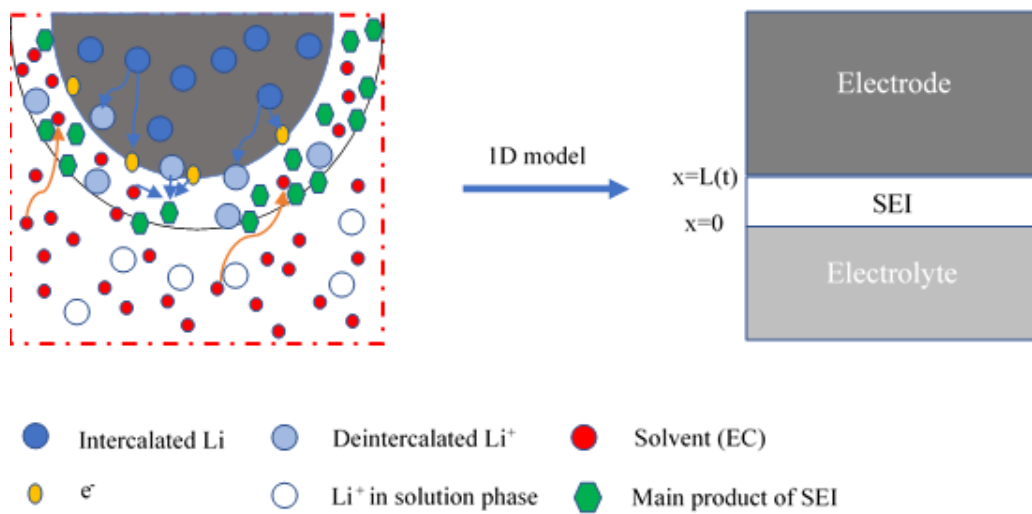 Electrode
1D model
x=L(t)
SEI
x=0
Electrolyte
Intercalated Li
Deintercalated Li⁺
Solvent (EC)
e⁻
Li⁺ in solution phase
Main product of SEI